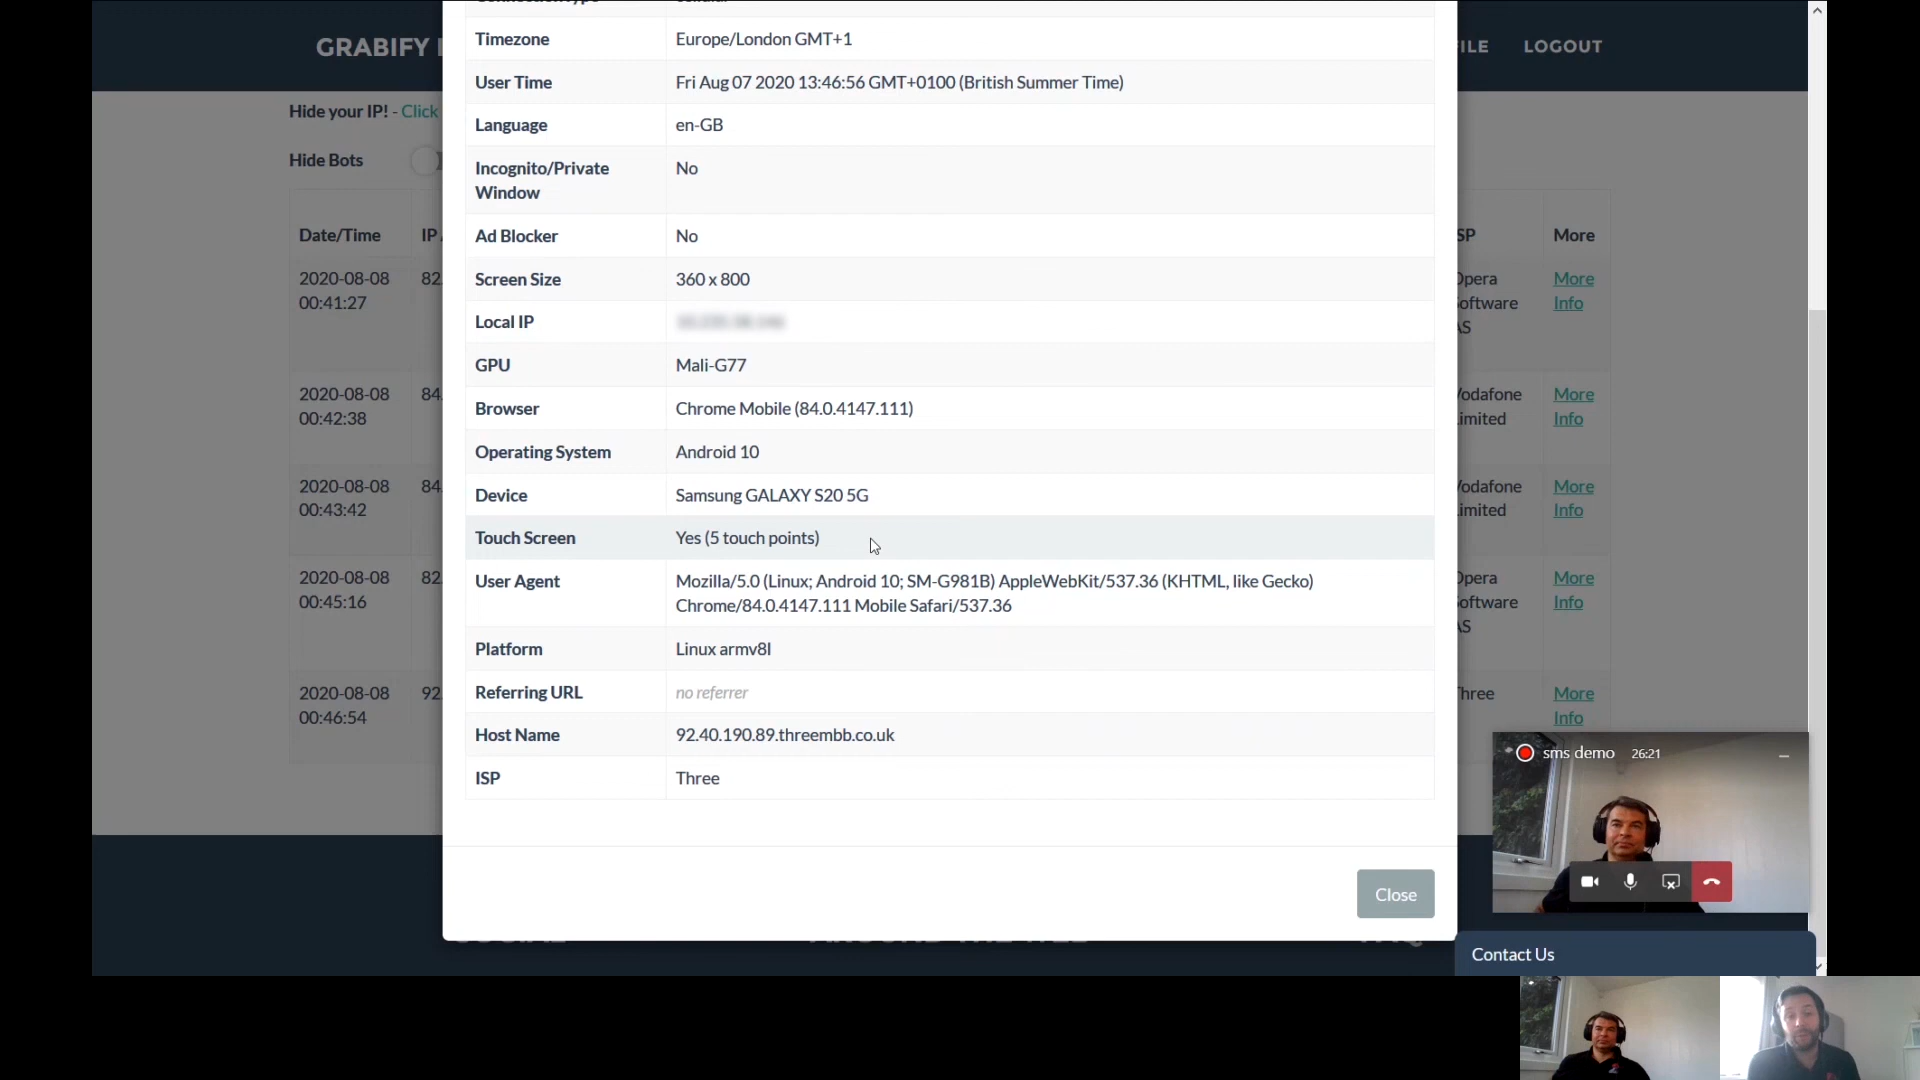 GRABIFY
LOGOUT
Timezone Europe/London GMT+1
Hide your IP! - Click
User Time Fri Aug 07 2020 13:46:56 GMT+0100 (British Summer Time)
Language en-GB
Hide Bots
Incognito/Private
Window
No
Ad Blocker No
Date/Time
More
Screen Size 360 x 800
Local IP
GPU Mali-G77
Browser Chrome Mobile (84.0.4147.111)
Operating System Android 10
Device Samsung GALAXY S20 5G
Touch Screen Yes (5 touch points)
User Agent Mozilla/5.0 (Linux; Android 10; SM-G981B) AppleWebKit/537.36 (KHTML, like Gecko)
Chrome/84.0.4147.111 Mobile Safari/537.36
Platform Linux armv8l
Referring URL no referrer
Host Name 92.40.190.89.threembb.co.uk
ISP Three
Close
2020-08-08
00:41:27
82.
More
Info
2020-08-08
00:42:38
84.
More
Info
2020-08-08
00:43:42
84.
More
Info
2020-08-08
00:45:16
82.
More
Info
2020-08-08
00:46:54
92.
More
Info
sms demo 26:21
Contact Us